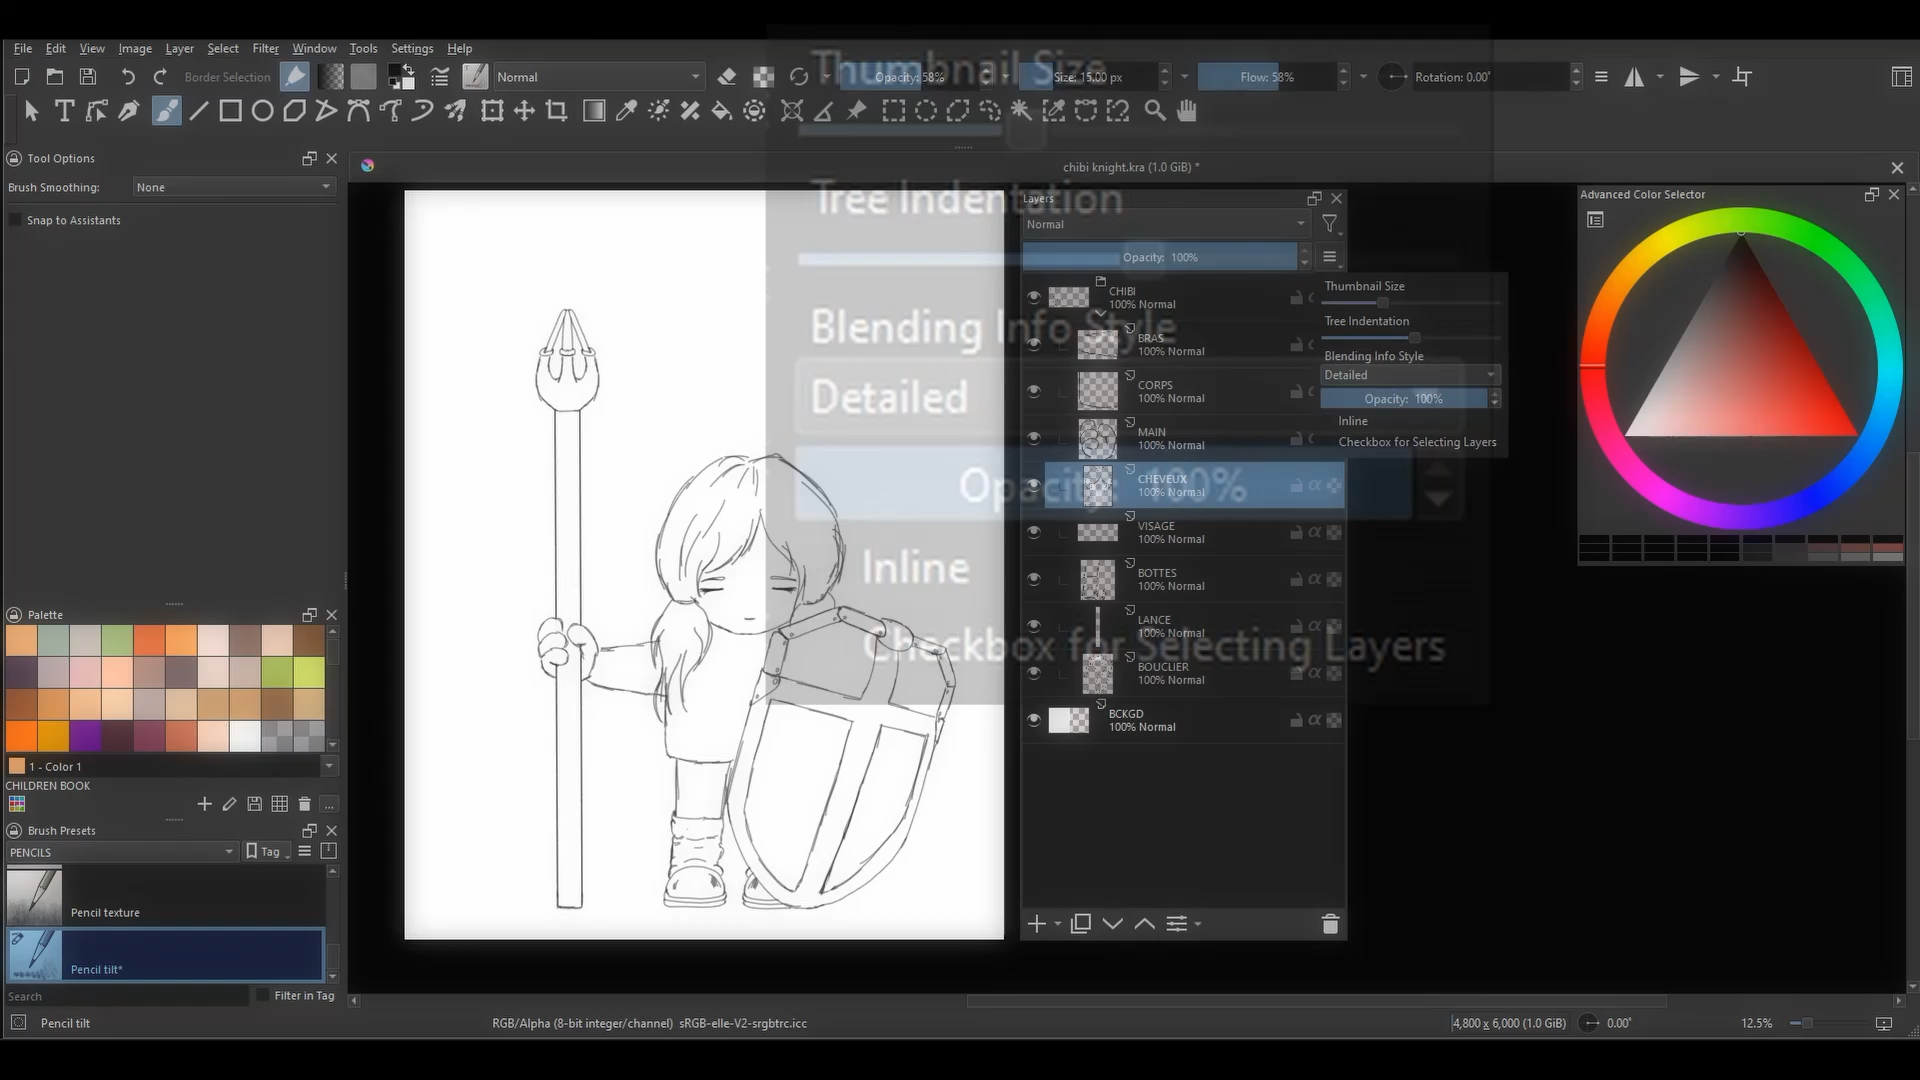 File Edit View Image Layer Select Filter Window Tools Settings Help
Border Selection
Normal
Opacity: 58%
Size: 15.00 px
Flow: 58%
Rotation: 0.00°
Tool Options
Brush Smoothing: None
Snap to Assistants
chibi knight.kra (1.0 GiB) *
Thumbnail Size
Tree Indentation
Blending Info Style
Detailed
Opacity: 100%
Inline
Checkbox for Selecting Layers
Layers
Normal
Opacity: 100%
CHIBI
100% Normal
BRAS
100% Normal
CORPS
100% Normal
MAIN
100% Normal
CHEVEUX
100% Normal
VISAGE
100% Normal
BOTTES
100% Normal
LANCE
100% Normal
BOUCLIER
100% Normal
BCKGD
100% Normal
Thumbnail Size
Tree Indentation
Blending Info Style
Detailed
Opacity: 100%
Inline
Checkbox for Selecting Layers
Advanced Color Selector
Palette
1 - Color 1
CHILDREN BOOK
...
Brush Presets
PENCILS
Tag
Pencil texture
Pencil tilt*
Search
Filter in Tag
Pencil tilt
RGB/Alpha (8-bit integer/channel) sRGB-elle-V2-srgbtrc.icc
4,800 x 6,000 (1.0 GiB)
0.00°
12.5%